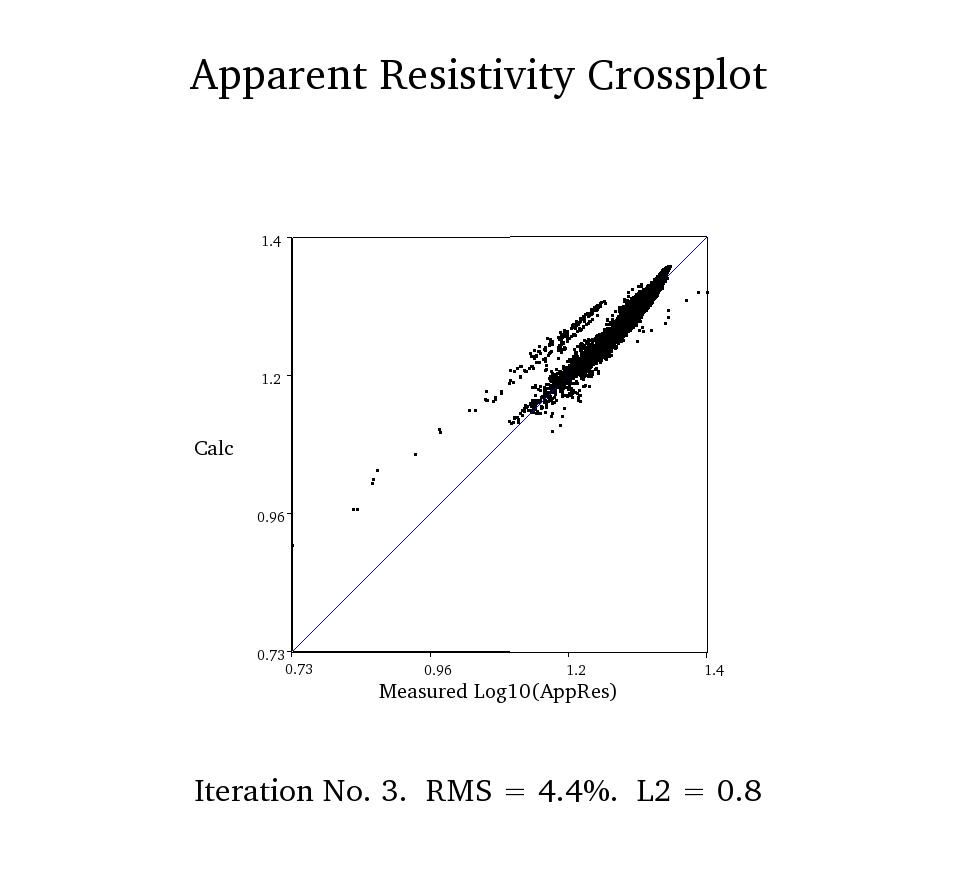 Apparent Resistivity Crossplot
1.4
1.2
Calc
0.96
0.73
0.73 0.96 1.2 1.4
Measured Log10(AppRes)
Iteration No. 3. RMS = 4.4%. L2 = 0.8